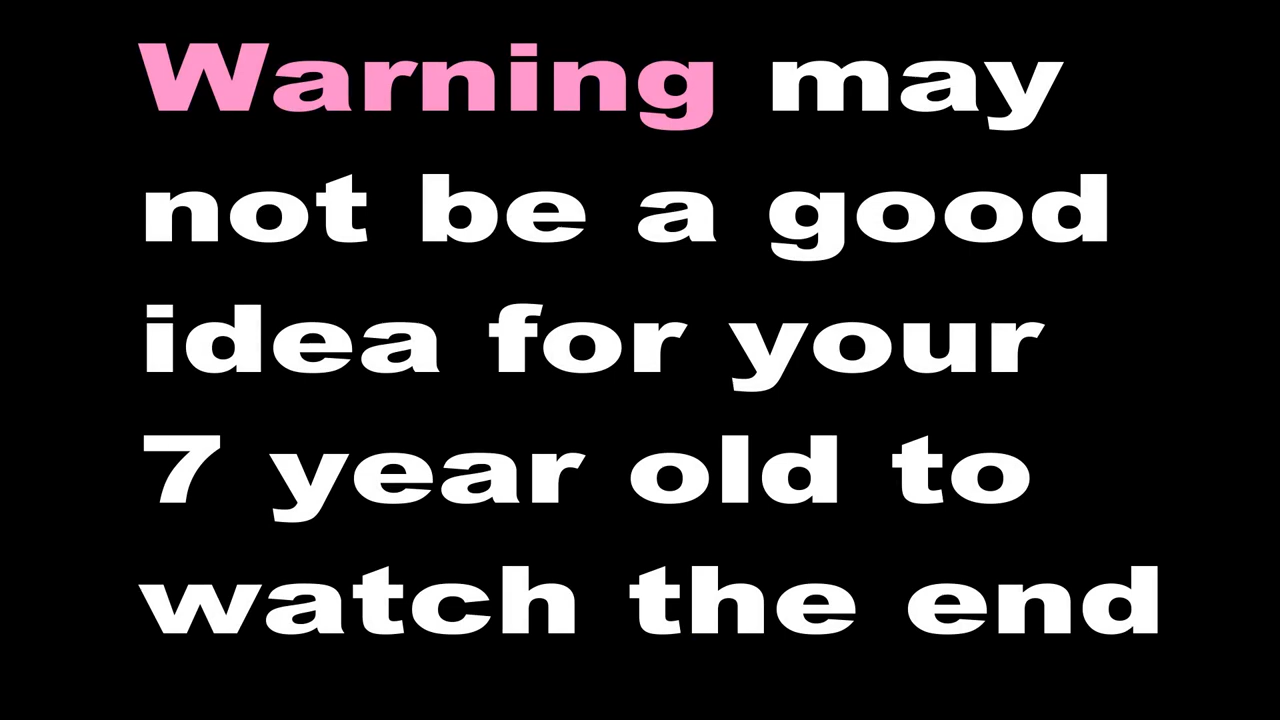 Warning may
not be a good
idea for your
7 year old to
watch the end